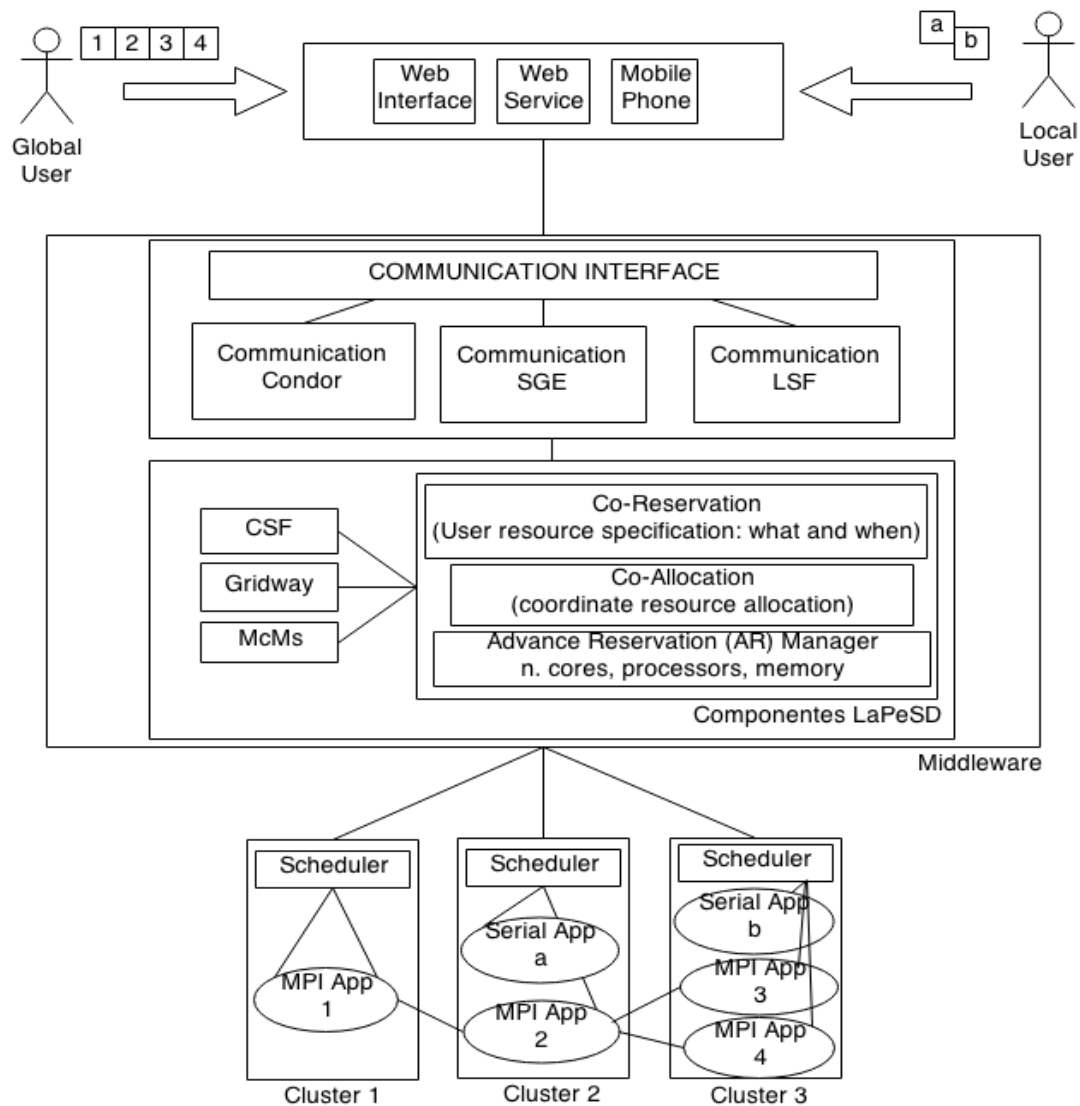 1 2 3 4
a
b
Global
User
Web
Interface
Web
Service
Mobile
Phone
Local
User
COMMUNICATION INTERFACE
Communication
Condor
Communication
SGE
Communication
LSF
CSF
Gridway
McMs
Co-Reservation
(User resource specification: what and when)
Co-Allocation
(coordinate resource allocation)
Advance Reservation (AR) Manager
n. cores, processors, memory
Componentes LaPeSD
Middleware
Scheduler
MPI App
1
Cluster 1
Scheduler
Serial App
a
MPI App
2
Cluster 2
Scheduler
Serial App
b
MPI App
3
MPI App
4
Cluster 3